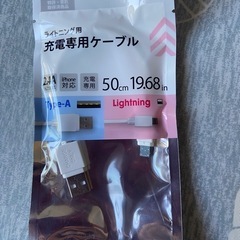 ライトニング用
充電専用ケーブル
2.4A
iPhone対応
充電専用
50cm 19.68in
Type-A
Lightning